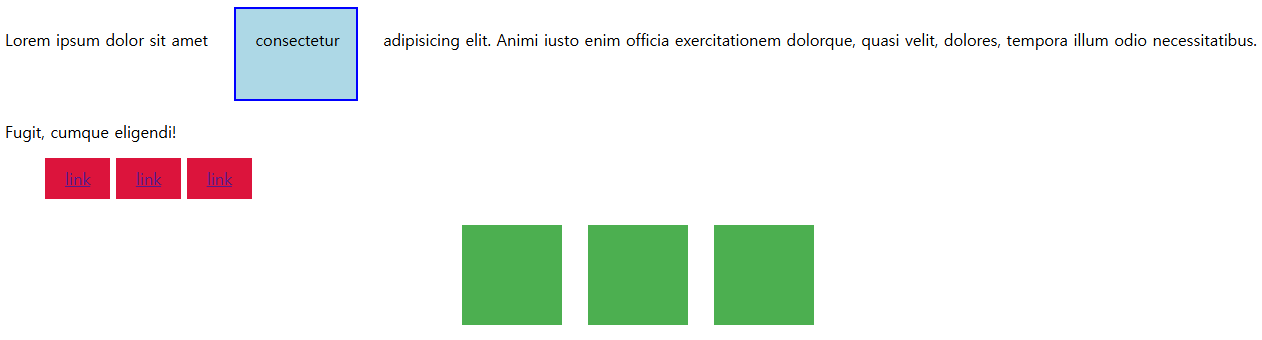 Lorem ipsum dolor sit amet consectetur adipisicing elit. Animi iusto enim officia exercitationem dolorque, quasi velit, dolores, tempora illum odio necessitatibus.
Fugit, cumque eligendi!
link link link